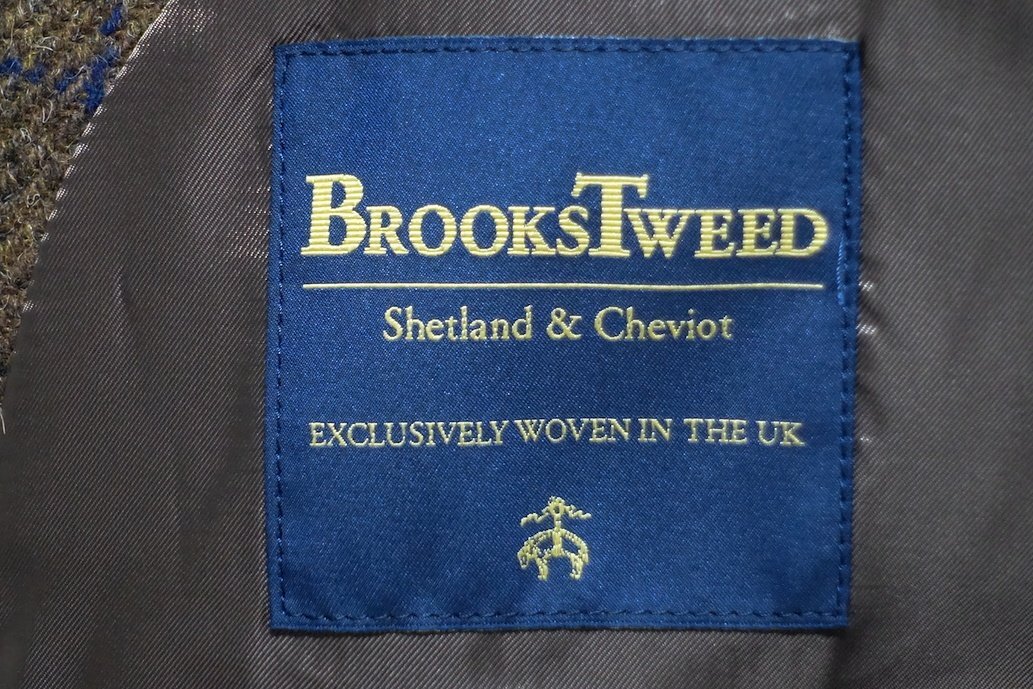 BROOKSTWEED
Shetland & Cheviot
EXCLUSIVELY WOVEN IN THE UK